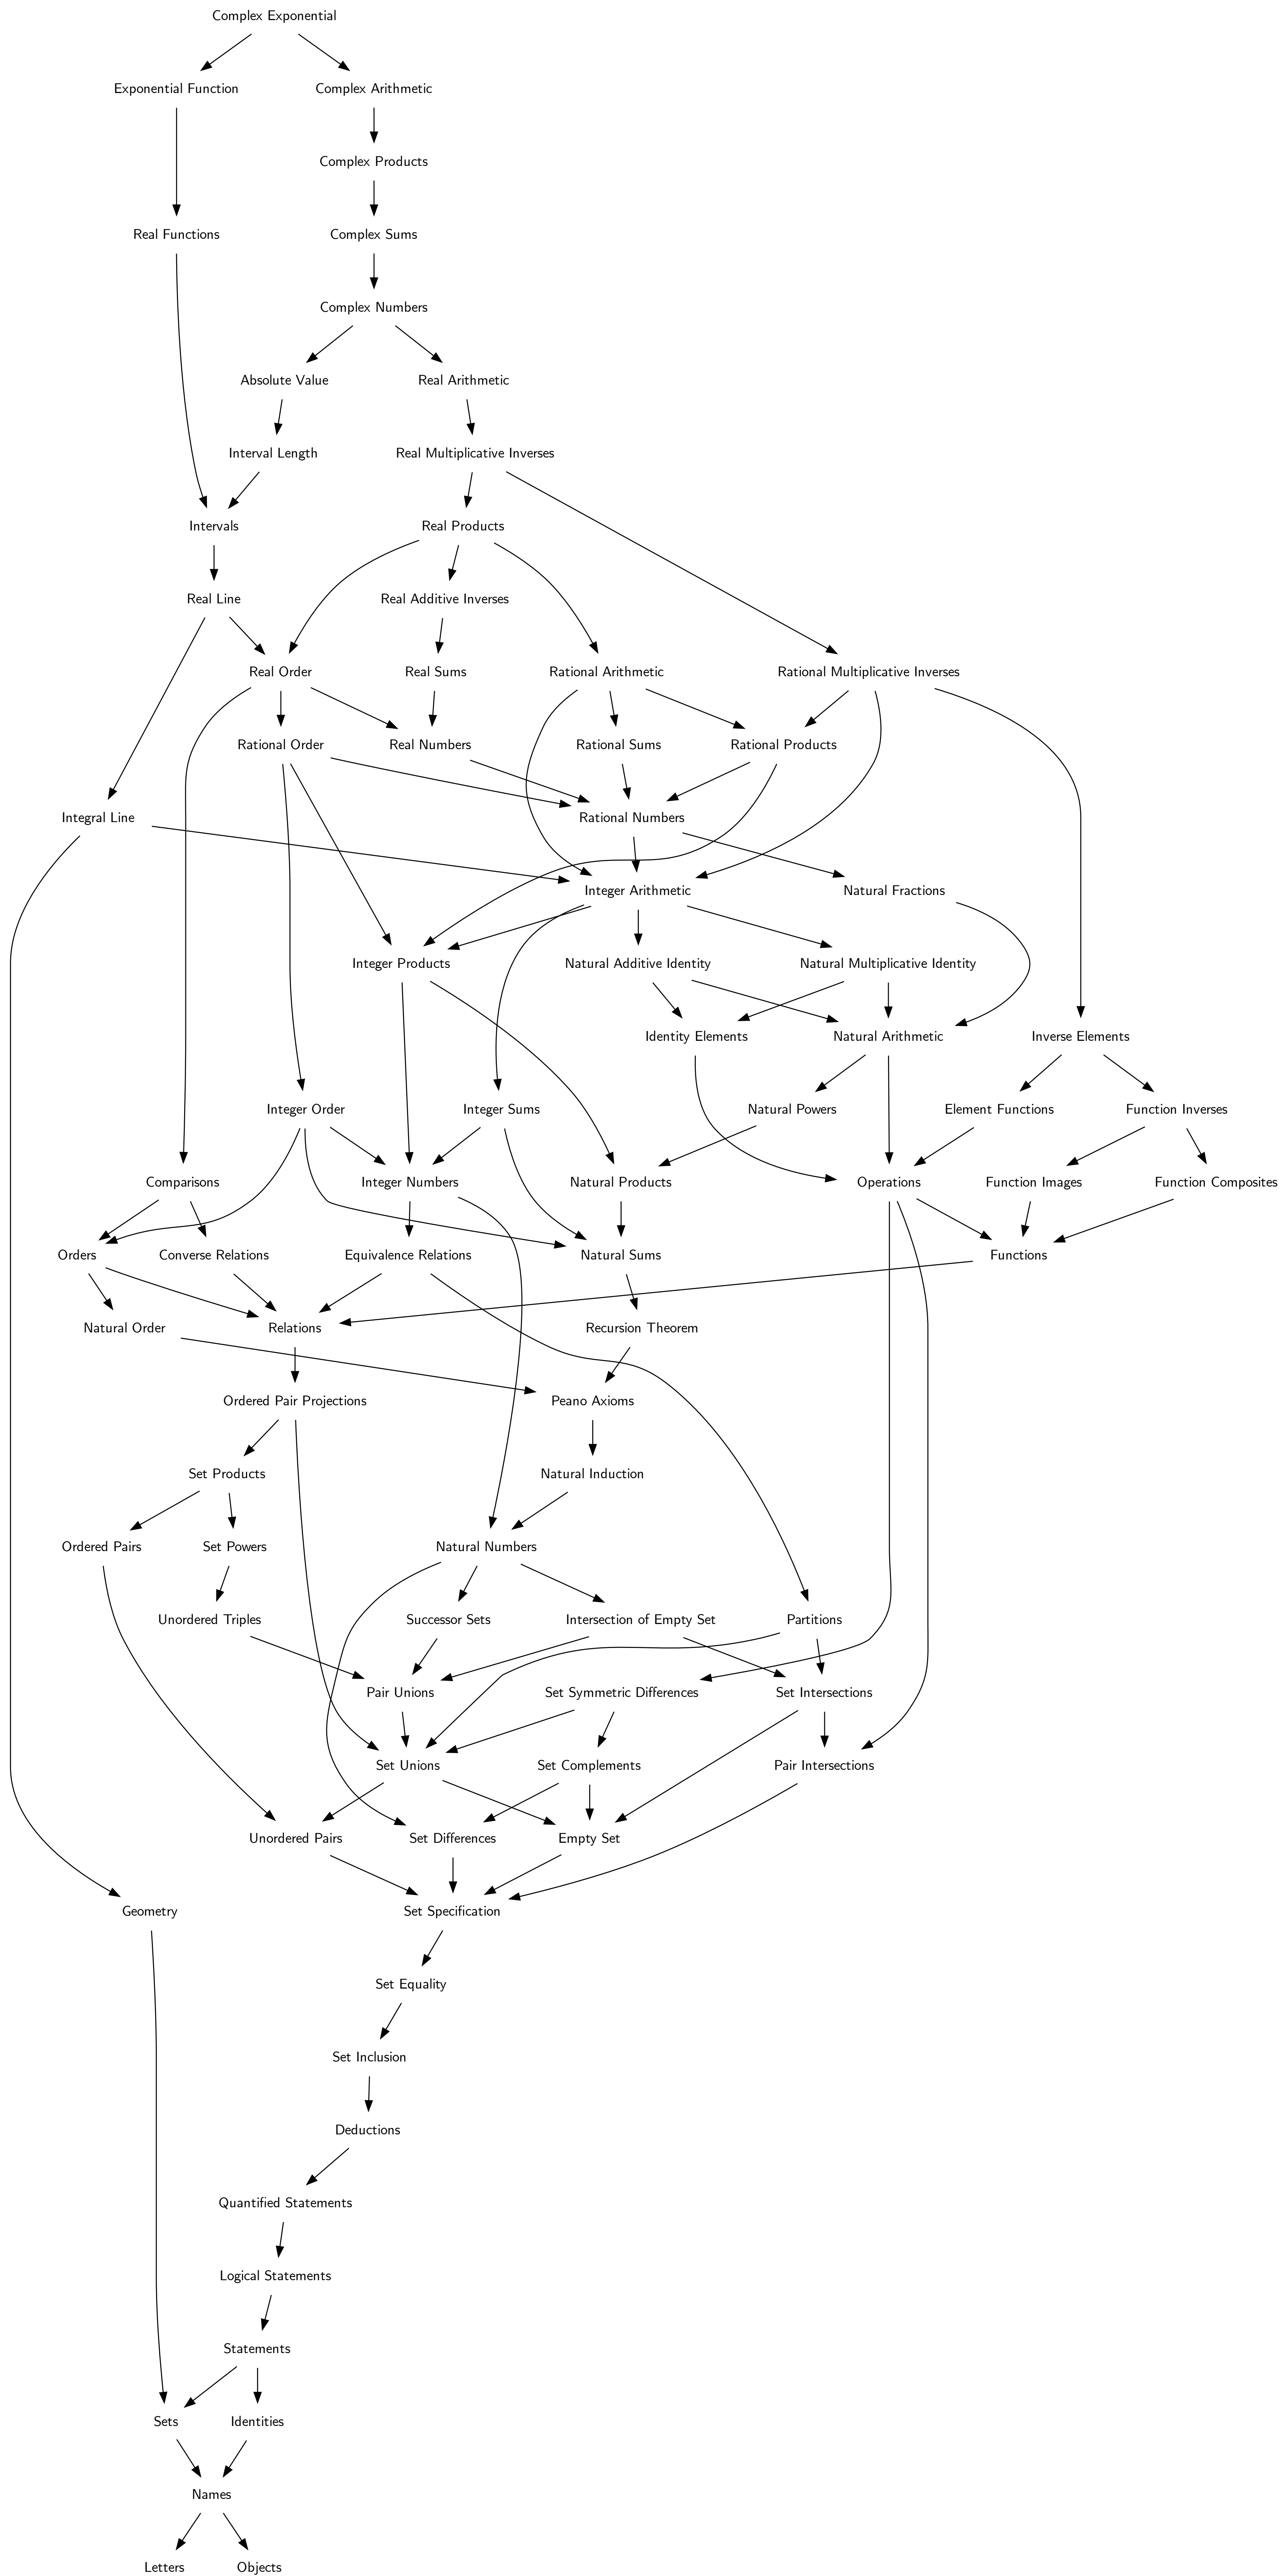 Complex Exponential
Exponential Function
Complex Arithmetic
Complex Products
Real Functions
Complex Sums
Complex Numbers
Absolute Value
Real Arithmetic
Interval Length
Real Multiplicative Inverses
Intervals
Real Products
Real Line
Real Additive Inverses
Real Order
Real Sums
Rational Arithmetic
Rational Multiplicative Inverses
Rational Order
Real Numbers
Rational Sums
Rational Products
Integral Line
Rational Numbers
Integer Arithmetic
Natural Fractions
Integer Products
Natural Additive Identity
Natural Multiplicative Identity
Identity Elements
Natural Arithmetic
Inverse Elements
Integer Order
Integer Sums
Natural Powers
Element Functions
Function Inverses
Comparisons
Integer Numbers
Natural Products
Operations
Function Images
Function Composites
Orders
Converse Relations
Equivalence Relations
Natural Sums
Functions
Natural Order
Relations
Recursion Theorem
Ordered Pair Projections
Peano Axioms
Set Products
Natural Induction
Ordered Pairs
Set Powers
Natural Numbers
Unordered Triples
Successor Sets
Intersection of Empty Set
Partitions
Pair Unions
Set Symmetric Differences
Set Intersections
Set Unions
Set Complements
Pair Intersections
Unordered Pairs
Set Differences
Empty Set
Geometry
Set Specification
Set Equality
Set Inclusion
Deductions
Quantified Statements
Logical Statements
Statements
Sets
Identities
Names
Letters
Objects